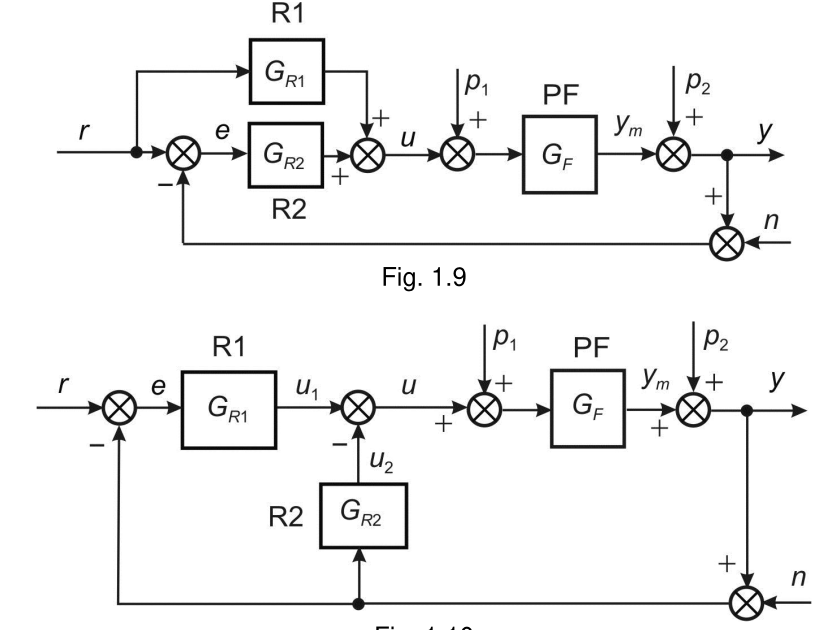 R1
G_{R1}
p_1
+
+
PF
p_2
+
r
e
G_{R2}
+
u
G_F
y_m
y
−
R2
+
n
Fig. 1.9
R1
p_1
+
PF
p_2
+
r
e
G_{R1}
u_1
u
+
G_F
y_m
+
y
−
−
u_2
R2
G_{R2}
+
n